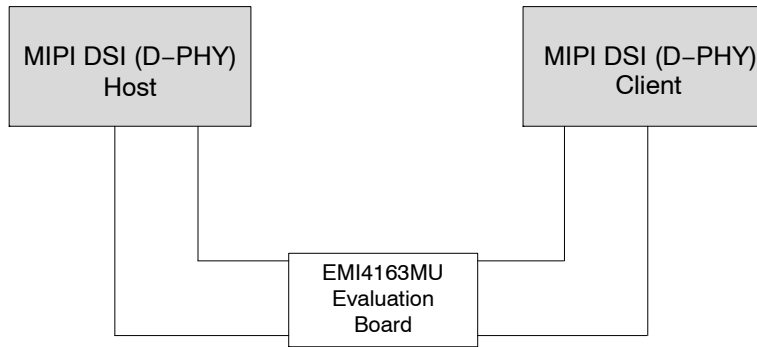 MIPI DSI (D−PHY)
Host
MIPI DSI (D−PHY)
Client
EMI4163MU
Evaluation
Board